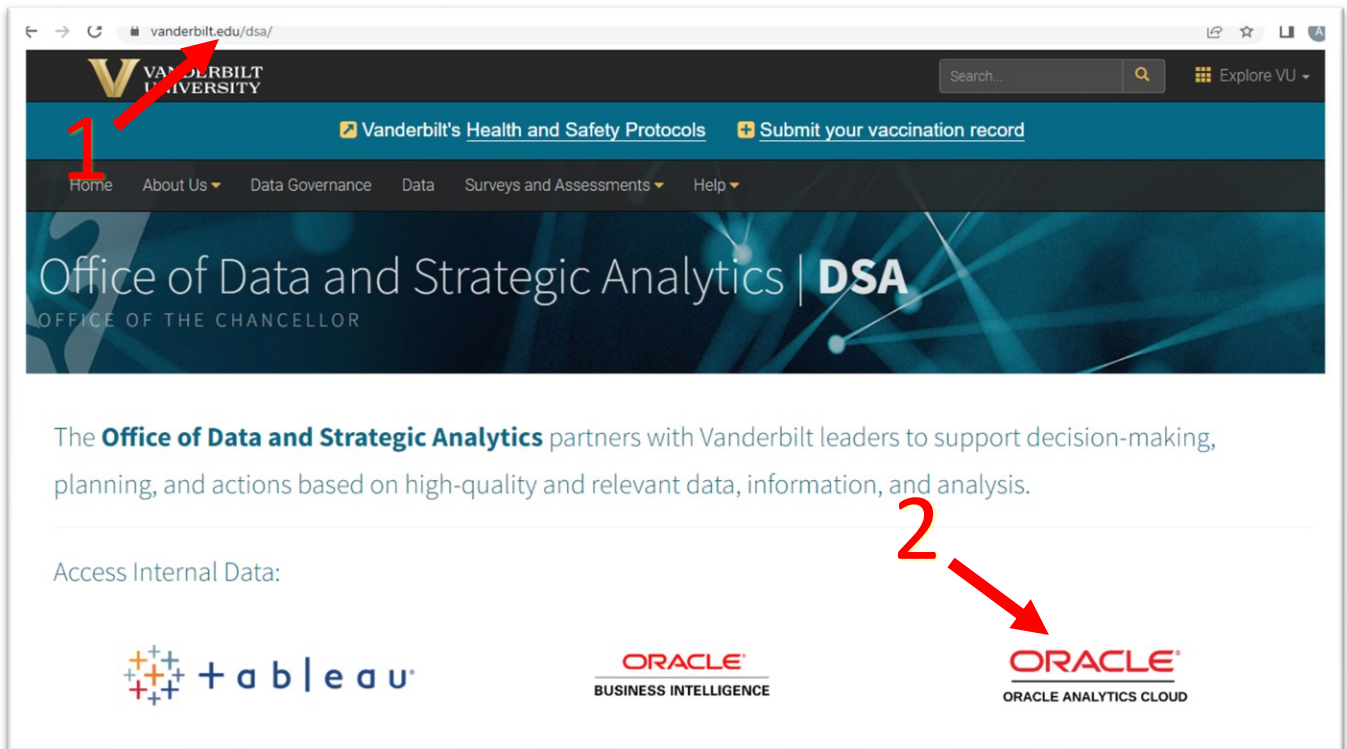 vanderbilt.edu/dsa/
A
VANDERBILT
UNIVERSITY
Search...
Explore VU
1
Vanderbilt's Health and Safety Protocols
Submit your vaccination record
Home About Us Data Governance Data Surveys and Assessments Help
Office of Data and Strategic Analytics | DSA
OFFICE OF THE CHANCELLOR
The Office of Data and Strategic Analytics partners with Vanderbilt leaders to support decision-making,
planning, and actions based on high-quality and relevant data, information, and analysis.
2
Access Internal Data:
+ableau
ORACLE®
BUSINESS INTELLIGENCE
ORACLE®
ORACLE ANALYTICS CLOUD